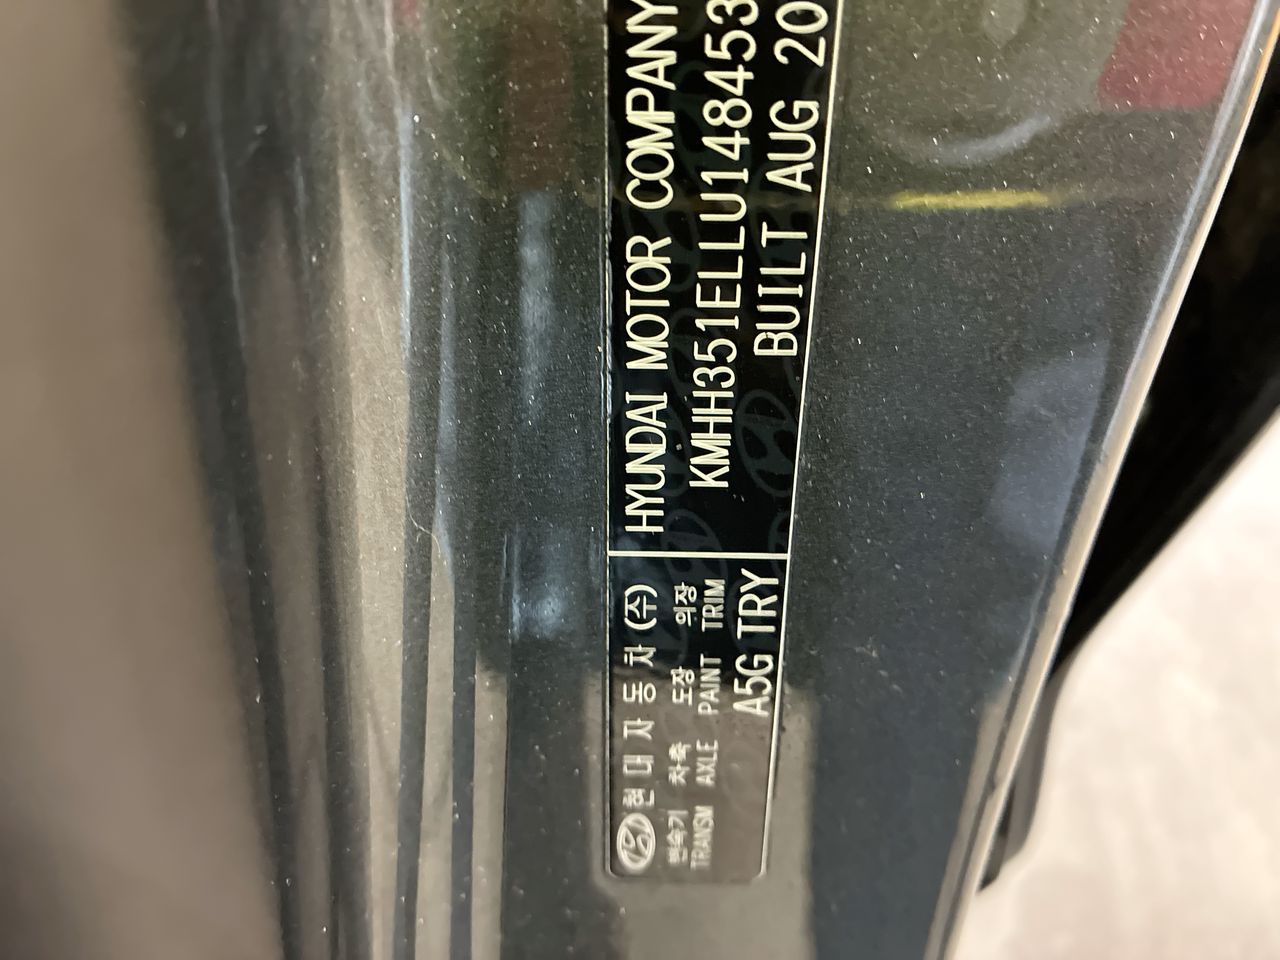 현대자동차(주)
변속기 차축 도장 의장
TRANSM AXLE PAINT TRIM
A5G TRY
HYUNDAI MOTOR COMPANY
KMHH351ELLU148453
BUILT AUG 20